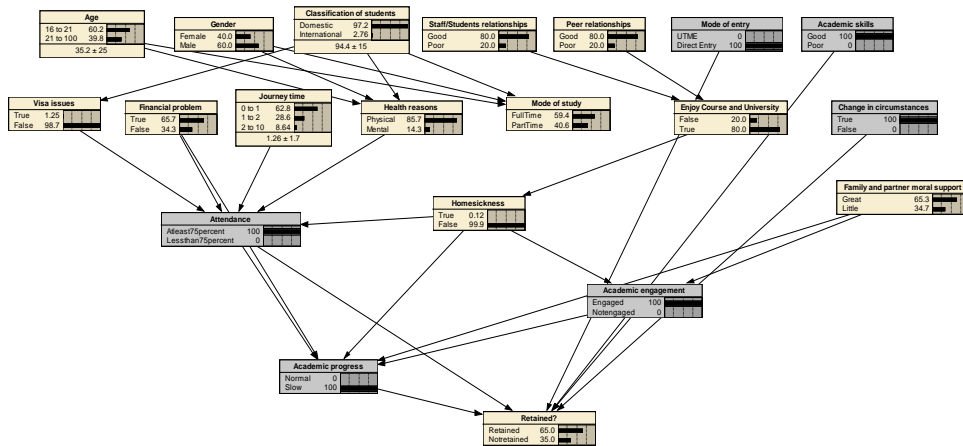 Age
16 to 21 60.2
21 to 100 39.8
35.2 ± 25
Gender
Female 40.0
Male 60.0
Classification of students
Domestic 97.2
International 2.76
94.4 ± 15
Staff/Students relationships
Good 80.0
Poor 20.0
Peer relationships
Good 80.0
Poor 20.0
Mode of entry
UTME 0
Direct Entry 100
Academic skills
Good 100
Poor 0
Visa issues
True 1.25
False 98.7
Financial problem
True 65.7
False 34.3
Journey time
0 to 1 62.8
1 to 2 28.6
2 to 10 8.64
1.26 ± 1.7
Health reasons
Physical 85.7
Mental 14.3
Mode of study
FullTime 59.4
PartTime 40.6
Enjoy Course and University
False 20.0
True 80.0
Change in circumstances
True 100
False 0
Family and partner moral support
Great 65.3
Little 34.7
Attendance
Atleast75percent 100
Lessthan75percent 0
Homesickness
True 0.12
False 99.9
Academic engagement
Engaged 100
Notengaged 0
Academic progress
Normal 0
Slow 100
Retained?
Retained 65.0
Notretained 35.0